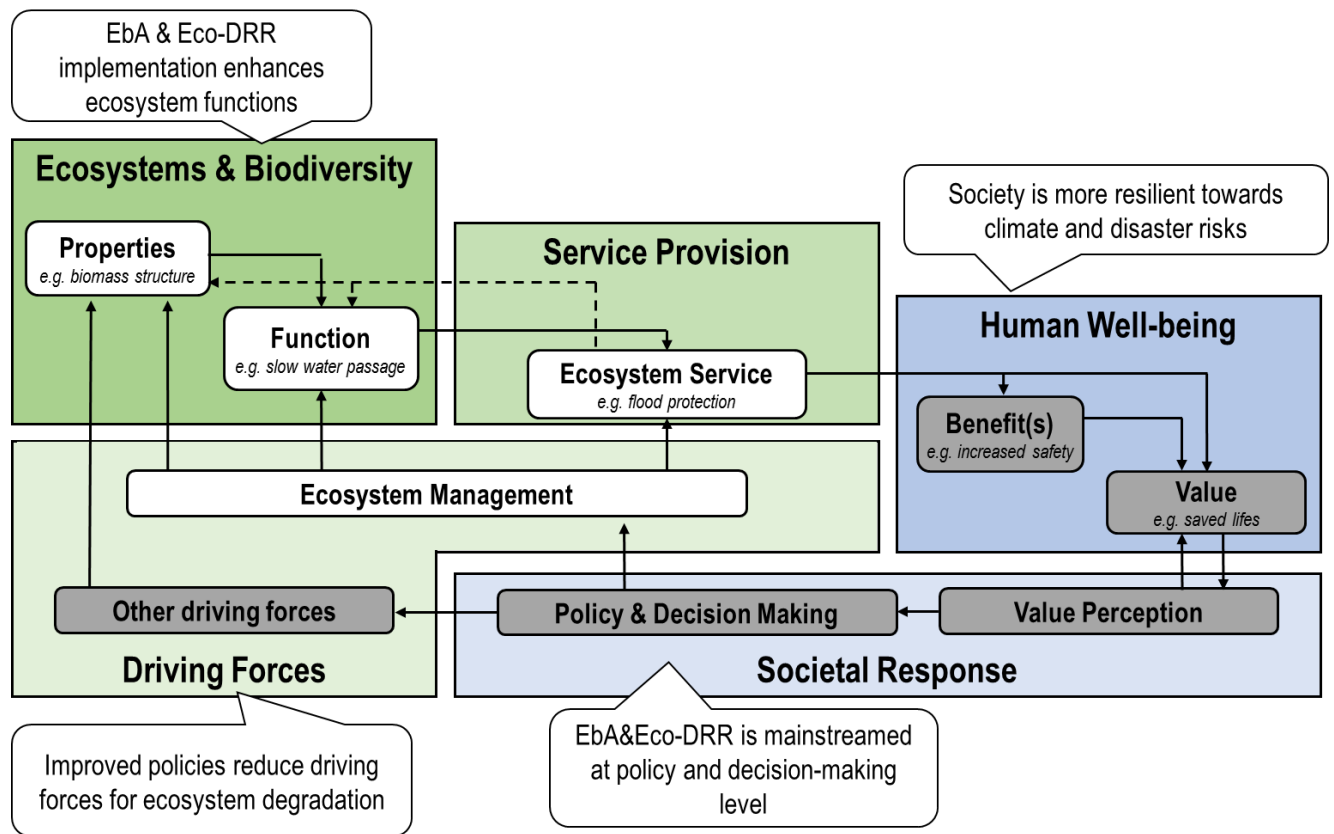 EbA & Eco-DRR
implementation enhances
ecosystem functions
Ecosystems & Biodiversity
Properties
e.g. biomass structure
Function
e.g. slow water passage
Service Provision
Ecosystem Service
e.g. flood protection
Society is more resilient towards
climate and disaster risks
Human Well-being
Benefit(s)
e.g. increased safety
Value
e.g. saved lifes
Ecosystem Management
Other driving forces
Driving Forces
Policy & Decision Making
Value Perception
Societal Response
Improved policies reduce driving
forces for ecosystem degradation
EbA&Eco-DRR is mainstreamed
at policy and decision-making
level